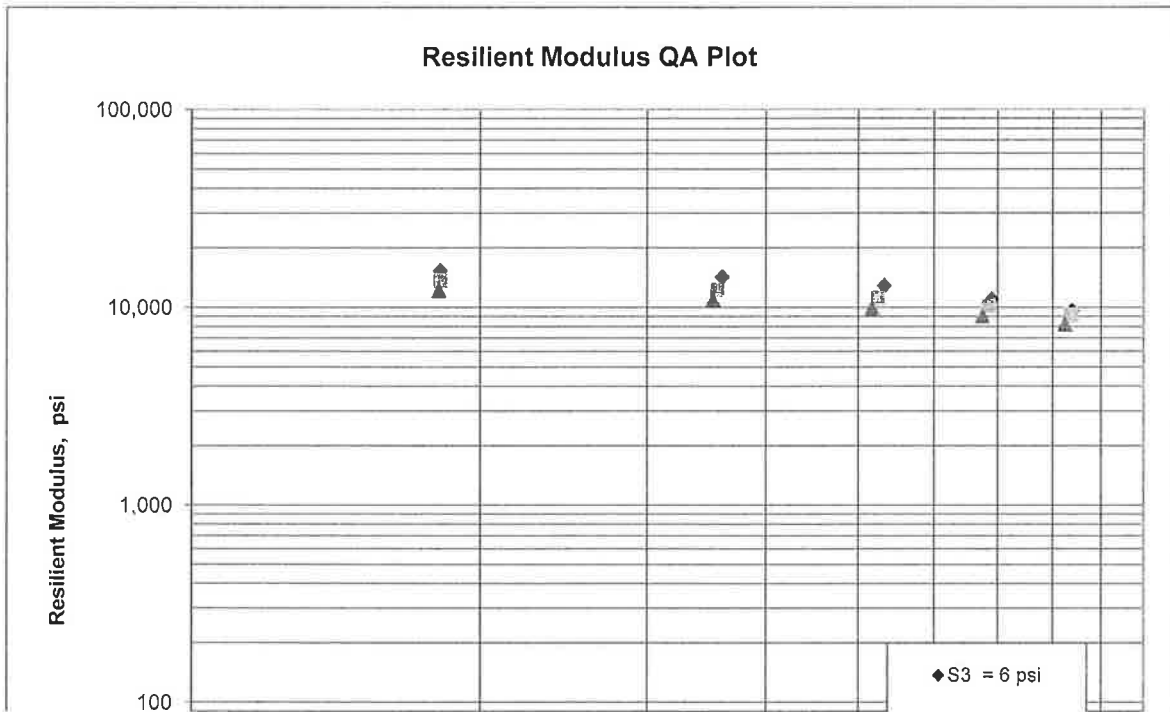 Resilient Modulus QA Plot
100,000
10,000
1,000
100
Resilient Modulus, psi
S3 = 6 psi